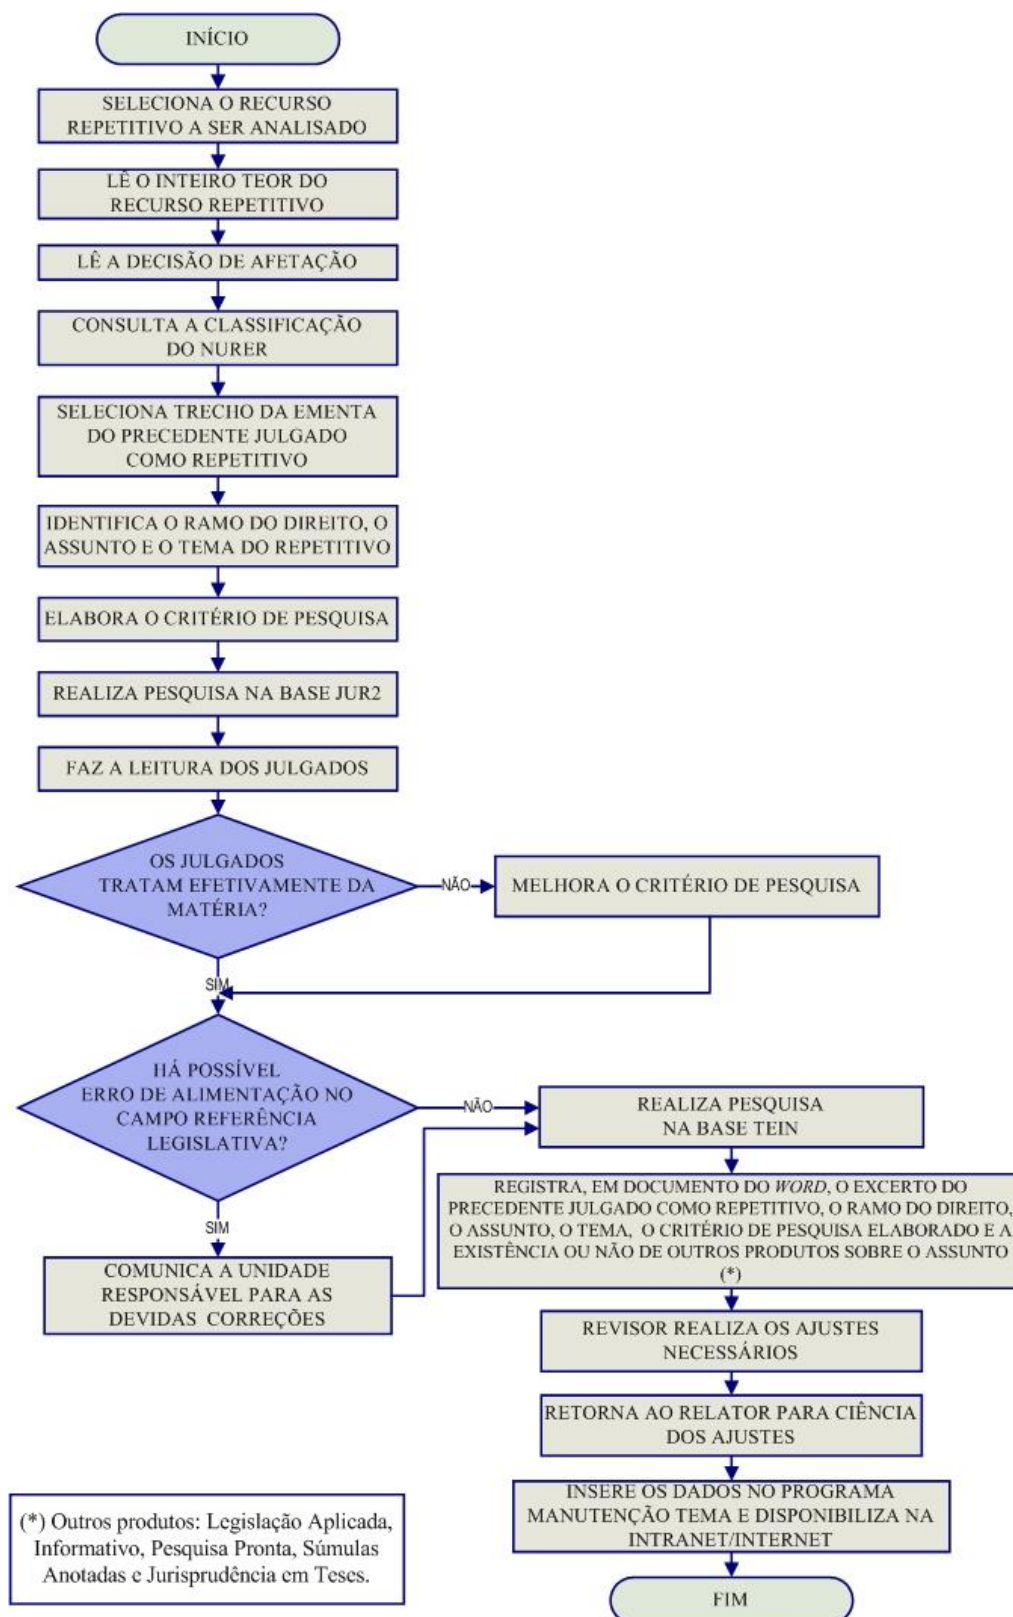 INÍCIO
SELECIONA O RECURSO
REPETITIVO A SER ANALISADO
LÊ O INTEIRO TEOR DO
RECURSO REPETITIVO
LÊ A DECISÃO DE AFETAÇÃO
CONSULTA A CLASSIFICAÇÃO
DO NURER
SELECIONA TRECHO DA EMENTA
DO PRECEDENTE JULGADO
COMO REPETITIVO
IDENTIFICA O RAMO DO DIREITO, O
ASSUNTO E O TEMA DO REPETITIVO
ELABORA O CRITÉRIO DE PESQUISA
REALIZA PESQUISA NA BASE JUR2
FAZ A LEITURA DOS JULGADOS
OS JULGADOS
TRATAM EFETIVAMENTE DA
MATÉRIA?
NÃO
MELHORA O CRITÉRIO DE PESQUISA
SIM
HÁ POSSÍVEL
ERRO DE ALIMENTAÇÃO NO
CAMPO REFERÊNCIA
LEGISLATIVA?
NÃO
REALIZA PESQUISA
NA BASE TEIN
SIM
COMUNICA A UNIDADE
RESPONSÁVEL PARA AS
DEVIDAS CORREÇÕES
REGISTRA, EM DOCUMENTO DO WORD, O EXCERTO DO
PRECEDENTE JULGADO COMO REPETITIVO, O RAMO DO DIREITO,
O ASSUNTO, O TEMA, O CRITÉRIO DE PESQUISA ELABORADO E A
EXISTÊNCIA OU NÃO DE OUTROS PRODUTOS SOBRE O ASSUNTO
(*)
REVISOR REALIZA OS AJUSTES
NECESSÁRIOS
RETORNA AO RELATOR PARA CIÊNCIA
DOS AJUSTES
INSERE OS DADOS NO PROGRAMA
MANUTENÇÃO TEMA E DISPONIBILIZA NA
INTRANET/INTERNET
FIM
(*) Outros produtos: Legislação Aplicada,
Informativo, Pesquisa Pronta, Súmulas
Anotadas e Jurisprudência em Teses.